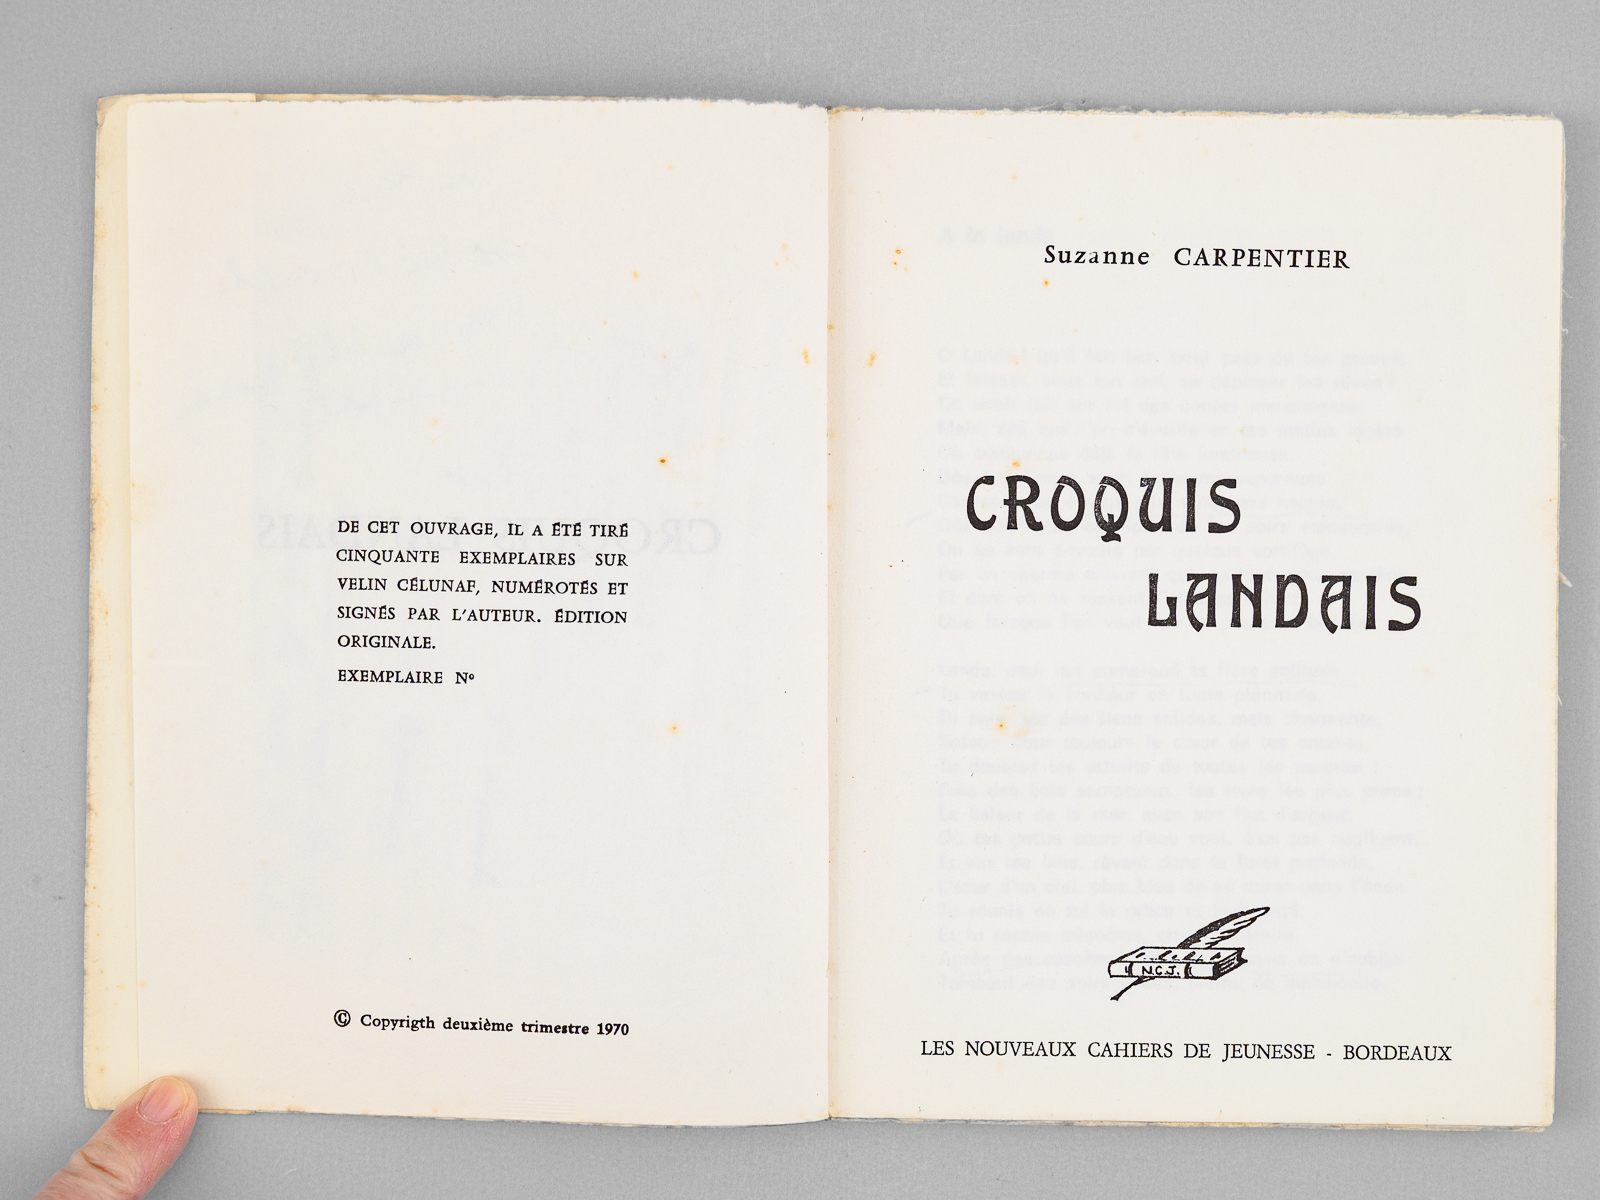 DE CET OUVRAGE, IL A ÉTÉ TIRÉ
CINQUANTE EXEMPLAIRES SUR
VELIN CÉLUNAF, NUMÉROTÉS ET
SIGNÉS PAR L'AUTEUR. ÉDITION
ORIGINALE.
EXEMPLAIRE Nº
© Copyrigth deuxième trimestre 1970
Suzanne CARPENTIER
CROQUIS
LANDAIS
N.C.J.
LES NOUVEAUX CAHIERS DE JEUNESSE - BORDEAUX